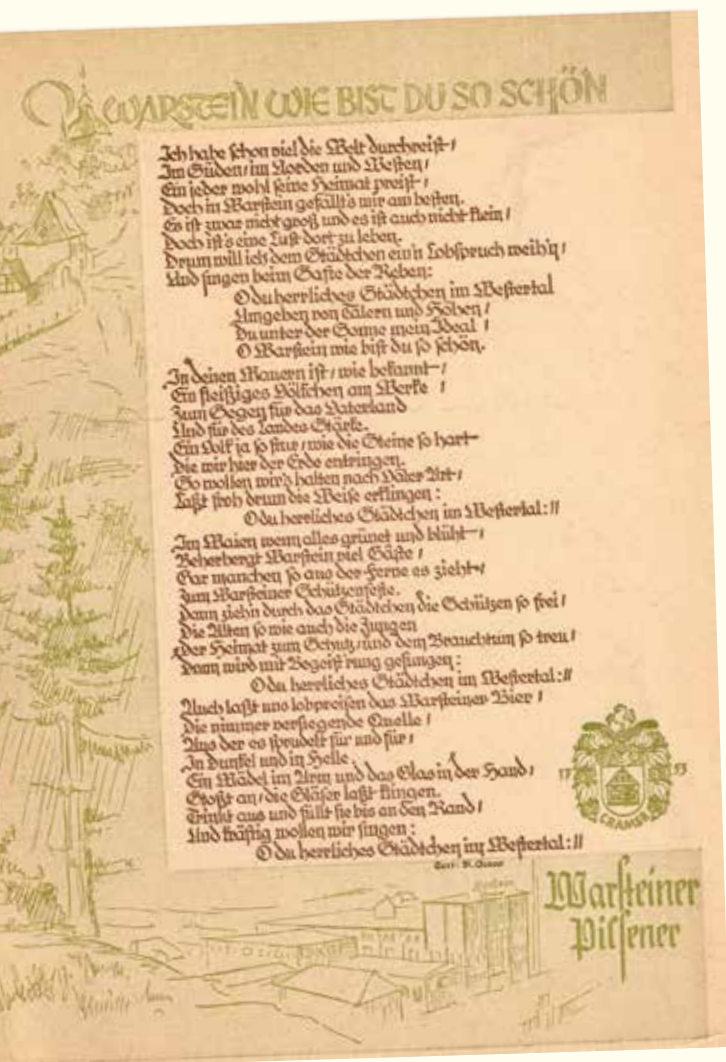 O WARSTEIN WIE BIST DU SO SCHÖN
Ich habe schon viel die Welt durchreist /
Im Süden / im Norden und Westen /
Ein jeder wohl seine Heimat preist /
Doch in Warstein gefällt's mir am besten.
Es ist zwar nicht groß und es ist auch nicht klein /
Doch ist's eine Lust dort zu leben.
Drum will ich dem Städtchen ein'n Lobspruch weih'n /
Und singen beim Safte der Reben:
O du herrliches Städtchen im Westertal
Umgeben von Tälern und Höhen /
Du unter der Sonne mein Ideal /
O Warstein wie bist du so schön.
In deinen Mauern ist / wie bekannt /
Ein fleißiges Völkchen am Werke /
Zum Segen für das Vaterland
Und für des Landes Stärke.
Ein Volk ja so stur / wie die Steine so hart
Die wir hier der Erde entringen.
So wollen wir's halten nach Väter Art /
Laßt froh drum die Weise erklingen :
O du herrliches Städtchen im Westertal ://
Im Maien wenn alles grünet und blüht /
Beherbergt Warstein viel Gäste /
Gar manchen so aus der Ferne es zieht /
Zum Warsteiner Schützenfeste.
Dann zieh'n durch das Städtchen die Schützen so frei /
Die Alten so wie auch die Jungen
Der Heimat zum Schutz / und dem Brauchtum so treu /
Dann wird mit Begeist'rung gesungen :
O du herrliches Städtchen im Westertal ://
Auch laßt uns lobpreisen das Warsteiner Bier /
Die nimmer versiegende Quelle /
Aus der es sprudelt für und für /
In Dunkel und in Helle.
Ein Mädel im Arm und das Glas in der Hand /
Stoßt an / die Gläser laßt klingen.
Trinkt aus und füllt sie bis an den Rand /
Und kräftig wollen wir singen :
O du herrliches Städtchen im Westertal ://
17 53
CRAMER
Warsteiner
Pilsener